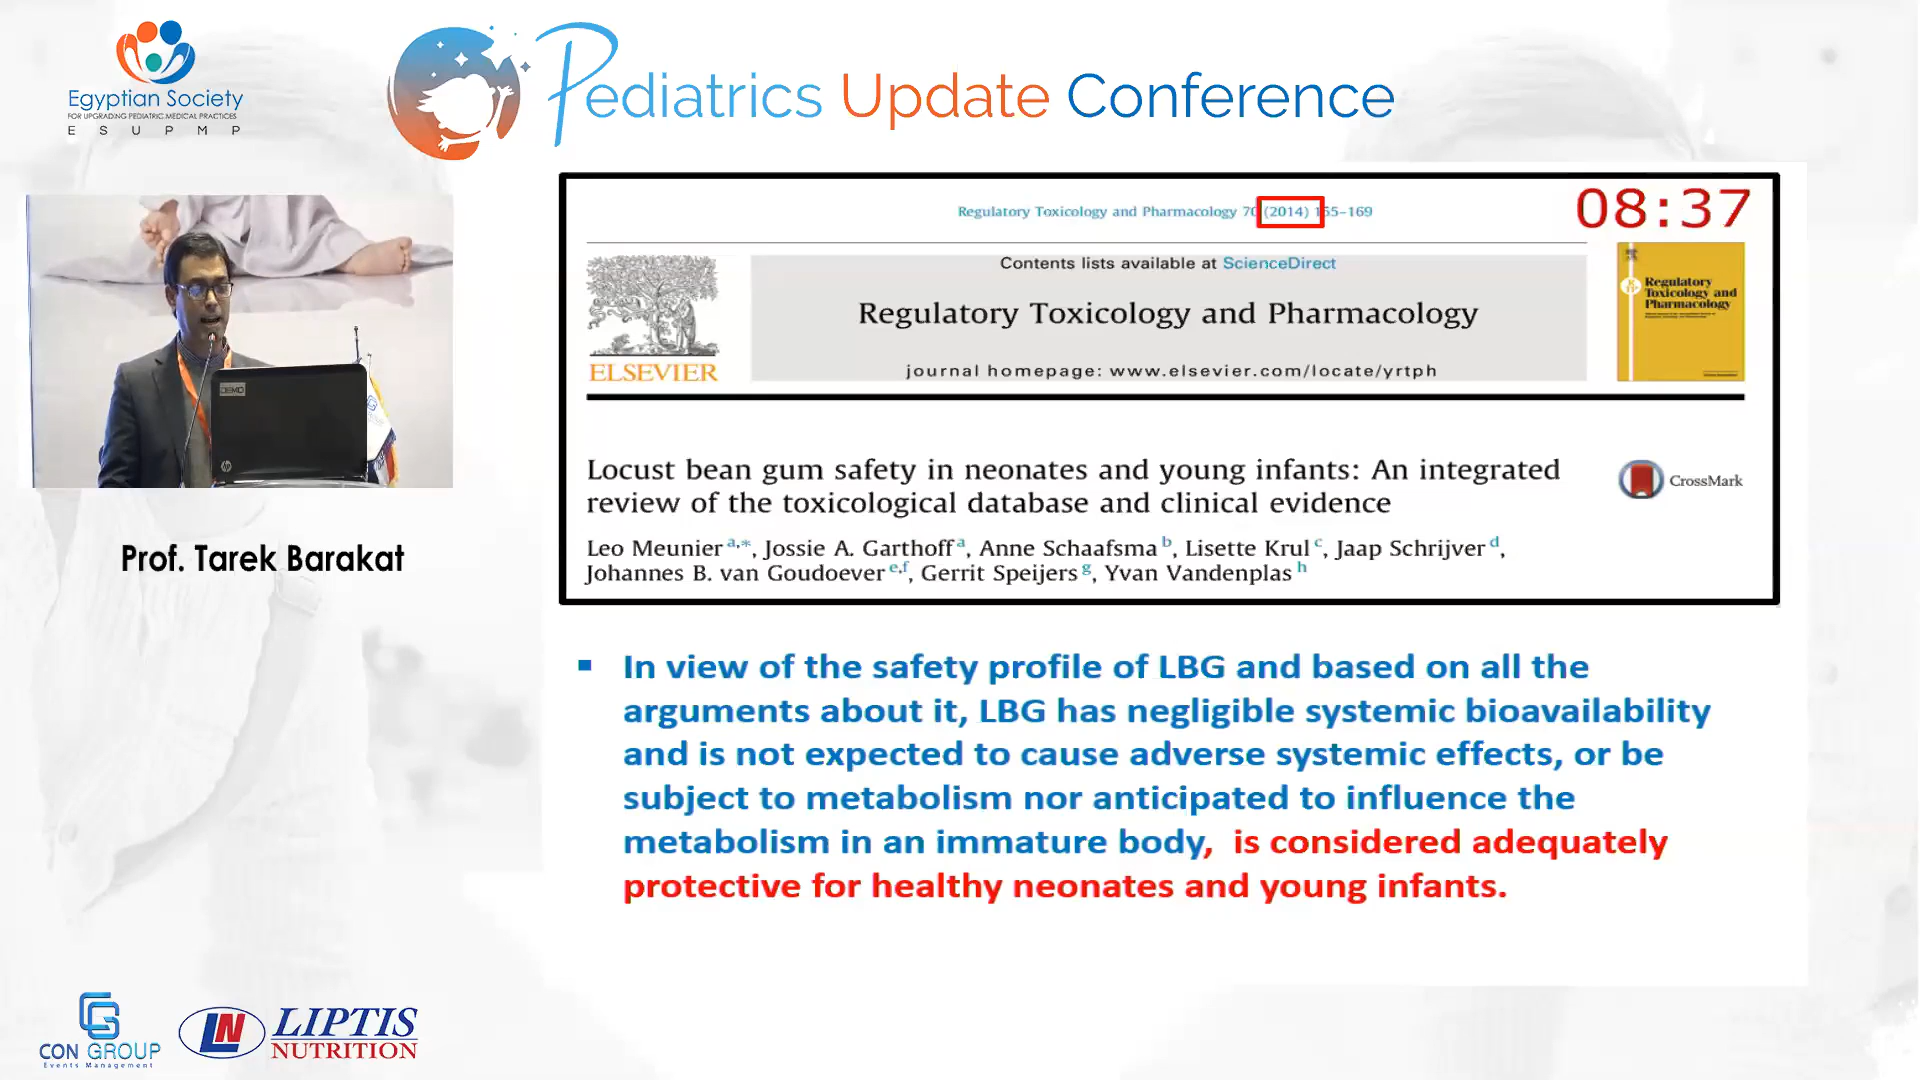 Egyptian Society
FOR UPGRADING PEDIATRIC MEDICAL PRACTICES
E S U P M P
Pediatrics Update Conference
Regulatory Toxicology and Pharmacology 70 (2014) 155–169
08:37
Contents lists available at ScienceDirect
Regulatory Toxicology and Pharmacology
journal homepage: www.elsevier.com/locate/yrtph
ELSEVIER
Regulatory
Toxicology and
Pharmacology
Locust bean gum safety in neonates and young infants: An integrated
review of the toxicological database and clinical evidence
CrossMark
Leo Meunier a,*, Jossie A. Garthoff a, Anne Schaafsma b, Lisette Krul c, Jaap Schrijver d,
Johannes B. van Goudoever e,f, Gerrit Speijers g, Yvan Vandenplas h
DEMO
hp
Prof. Tarek Barakat
▪ In view of the safety profile of LBG and based on all the
arguments about it, LBG has negligible systemic bioavailability
and is not expected to cause adverse systemic effects, or be
subject to metabolism nor anticipated to influence the
metabolism in an immature body, is considered adequately
protective for healthy neonates and young infants.
CON GROUP
Events Management
LN
LIPTIS
NUTRITION